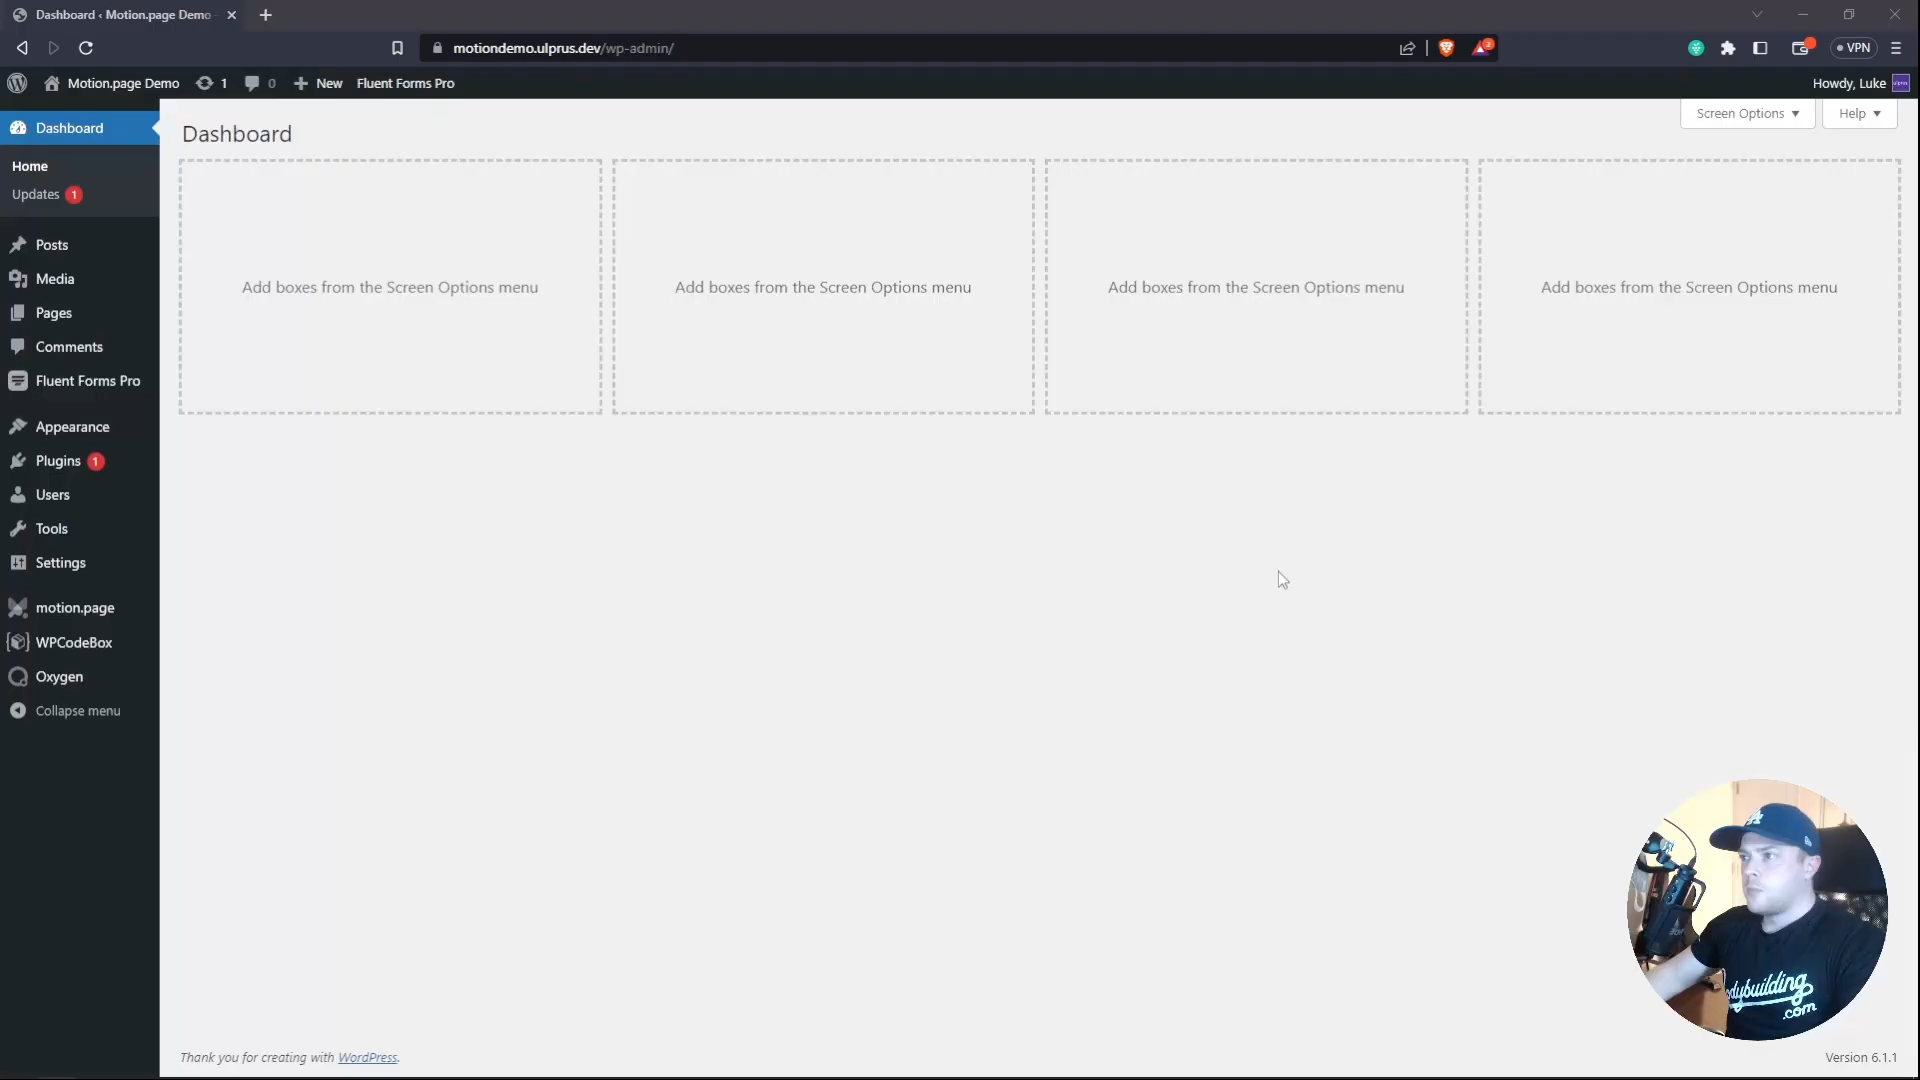 Dashboard ‹ Motion.page Demo
motiondemo.ulprus.dev/wp-admin/
2
VPN
Motion.page Demo
1
0
New
Fluent Forms Pro
Howdy, Luke
Dashboard
Home
Updates 1
Posts
Media
Pages
Comments
Fluent Forms Pro
Appearance
Plugins 1
Users
Tools
Settings
motion.page
WPCodeBox
Oxygen
Collapse menu
Dashboard
Screen Options
Help
Add boxes from the Screen Options menu
Add boxes from the Screen Options menu
Add boxes from the Screen Options menu
Add boxes from the Screen Options menu
Thank you for creating with WordPress.
Version 6.1.1
LA
.com